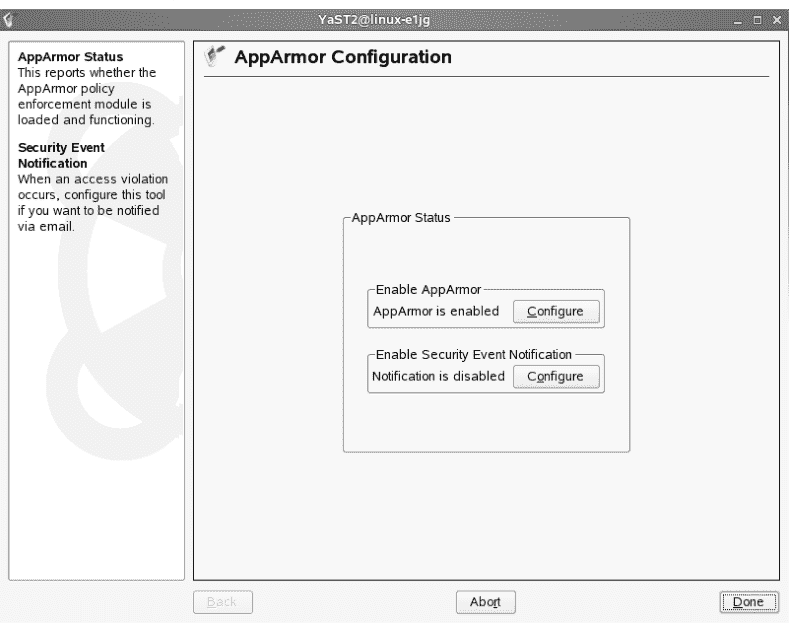 YaST2@linux-e1jg
AppArmor Status
This reports whether the
AppArmor policy
enforcement module is
loaded and functioning.
Security Event
Notification
When an access violation
occurs, configure this tool
if you want to be notified
via email.
AppArmor Configuration
AppArmor Status
Enable AppArmor
AppArmor is enabled Configure
Enable Security Event Notification
Notification is disabled Configure
Back Abort Done